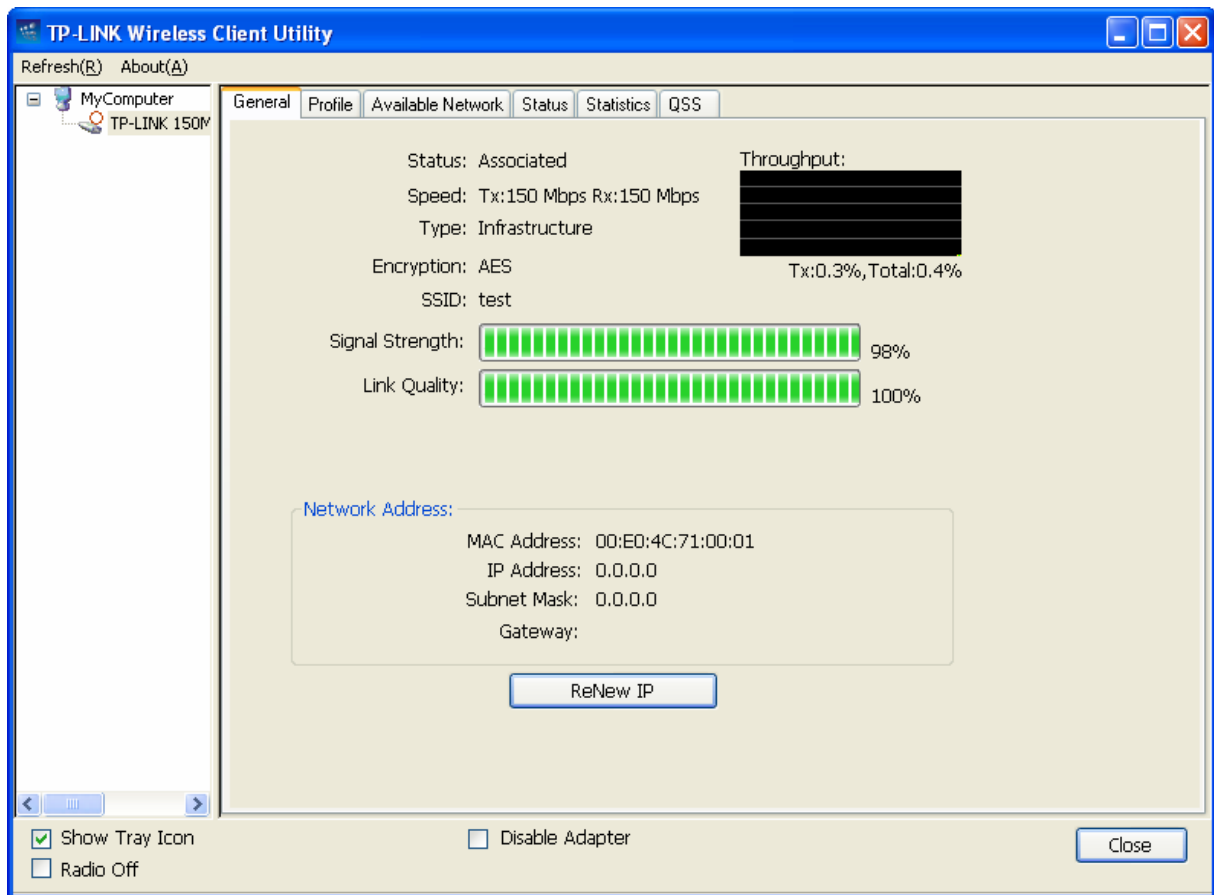 TP-LINK Wireless Client Utility
Refresh(R) About(A)
MyComputer
TP-LINK 150M
General Profile Available Network Status Statistics QSS
Status: Associated
Throughput:
Speed: Tx:150 Mbps Rx:150 Mbps
Type: Infrastructure
Encryption: AES
Tx:0.3%,Total:0.4%
SSID: test
Signal Strength: 98%
Link Quality: 100%
Network Address:
MAC Address: 00:E0:4C:71:00:01
IP Address: 0.0.0.0
Subnet Mask: 0.0.0.0
Gateway:
ReNew IP
Show Tray Icon
Disable Adapter
Close
Radio Off